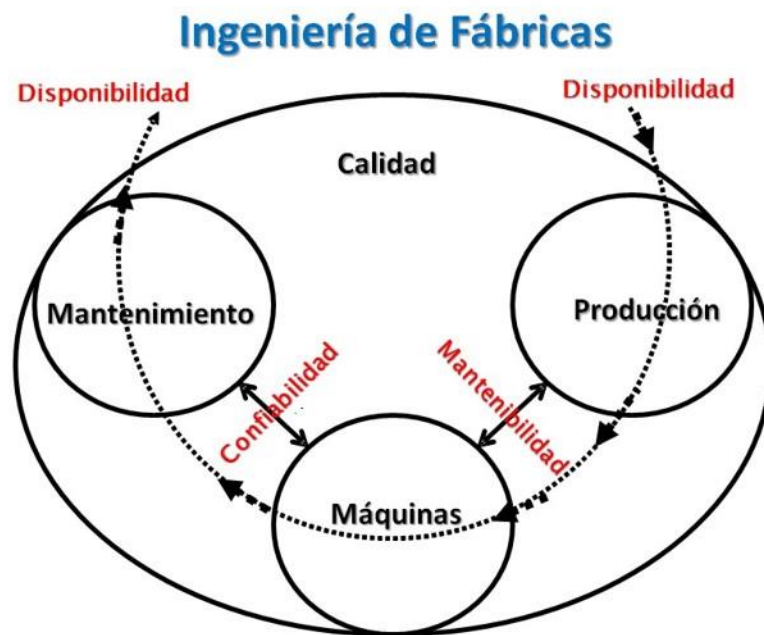 Ingeniería de Fábricas
Disponibilidad
Disponibilidad
Calidad
Mantenimiento
Producción
Confiabilidad
Mantenibilidad
Máquinas